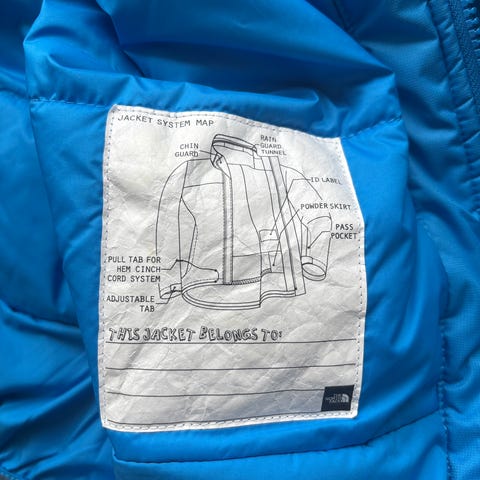 JACKET SYSTEM MAP
CHIN
GUARD
RAIN
GUARD
TUNNEL
ID LABEL
POWDER SKIRT
PASS
POCKET
PULL TAB FOR
HEM CINCH
CORD SYSTEM
ADJUSTABLE
TAB
THIS JACKET BELONGS TO:
THE
NORTH
FACE